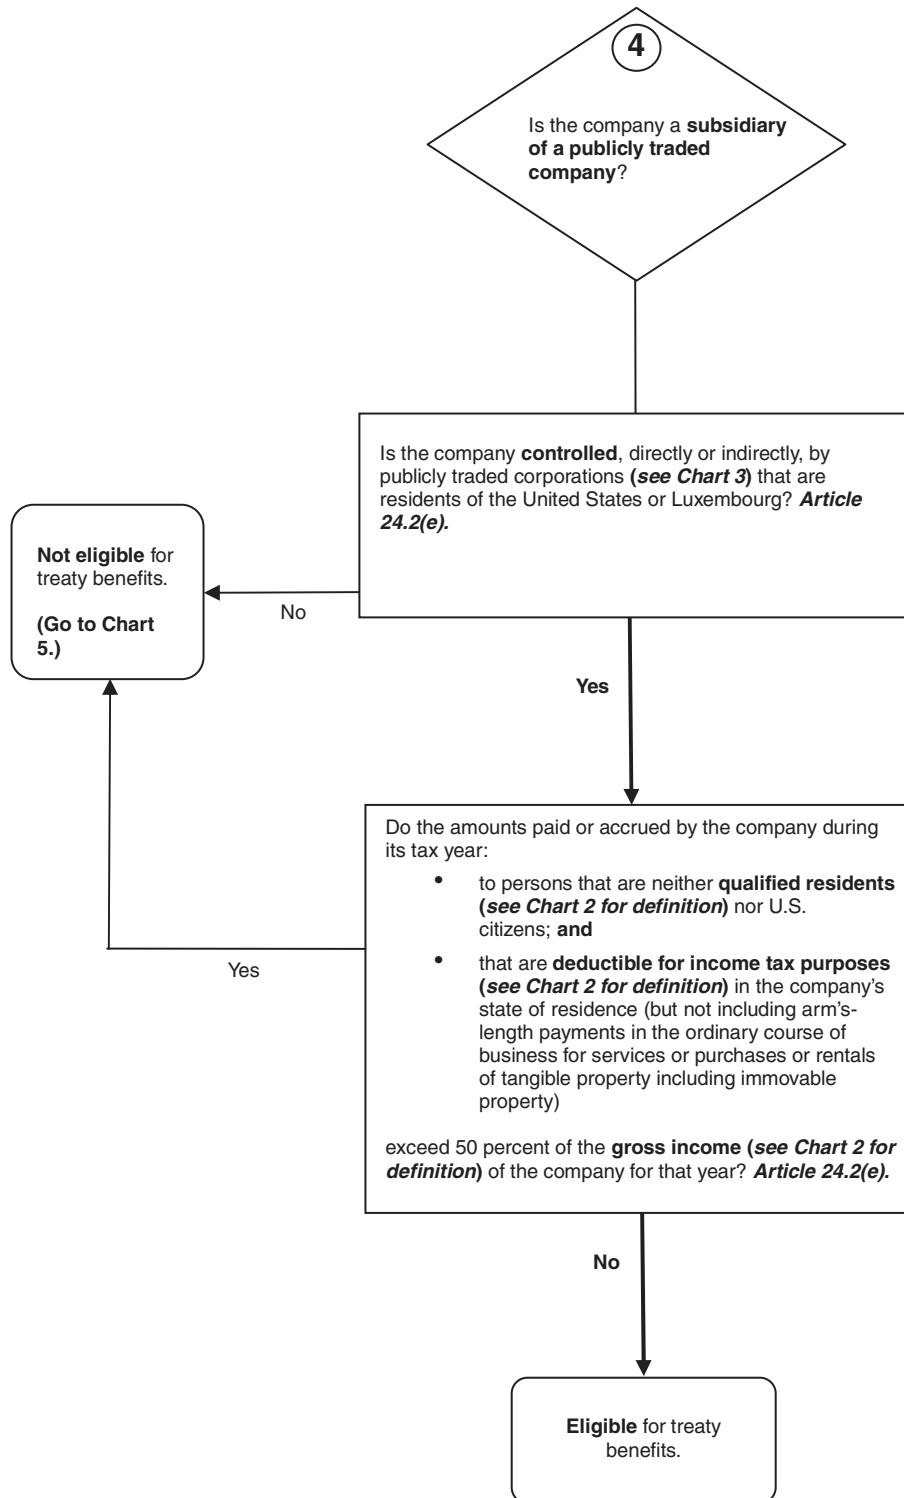 4
Is the company a subsidiary
of a publicly traded
company?
Is the company controlled, directly or indirectly, by
publicly traded corporations (see Chart 3) that are
residents of the United States or Luxembourg? Article
24.2(e).
Not eligible for
treaty benefits.
(Go to Chart
5.)
No
Yes
Do the amounts paid or accrued by the company during
its tax year:
• to persons that are neither qualified residents
(see Chart 2 for definition) nor U.S.
citizens; and
• that are deductible for income tax purposes
(see Chart 2 for definition) in the company's
state of residence (but not including arm's-
length payments in the ordinary course of
business for services or purchases or rentals
of tangible property including immovable
property)
exceed 50 percent of the gross income (see Chart 2 for
definition) of the company for that year? Article 24.2(e).
Yes
No
Eligible for treaty
benefits.